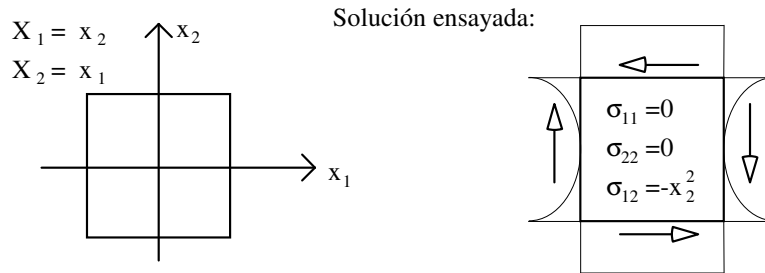 Solución ensayada:
X₁ = x₂
X₂ = x₁
x₂
x₁
σ₁₁ =0
σ₂₂ =0
σ₁₂ =-x₂²